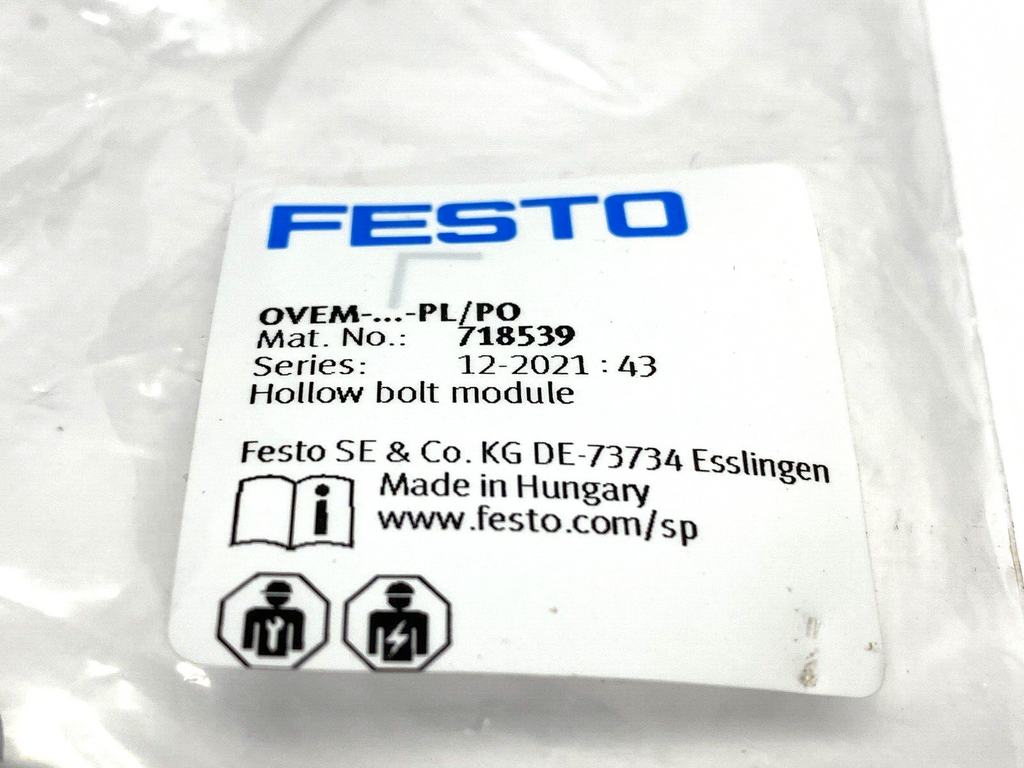 FESTO
OVEM-...-PL/PO
Mat. No.: 718539
Series: 12-2021 : 43
Hollow bolt module
Festo SE & Co. KG DE-73734 Esslingen
Made in Hungary
www.festo.com/sp